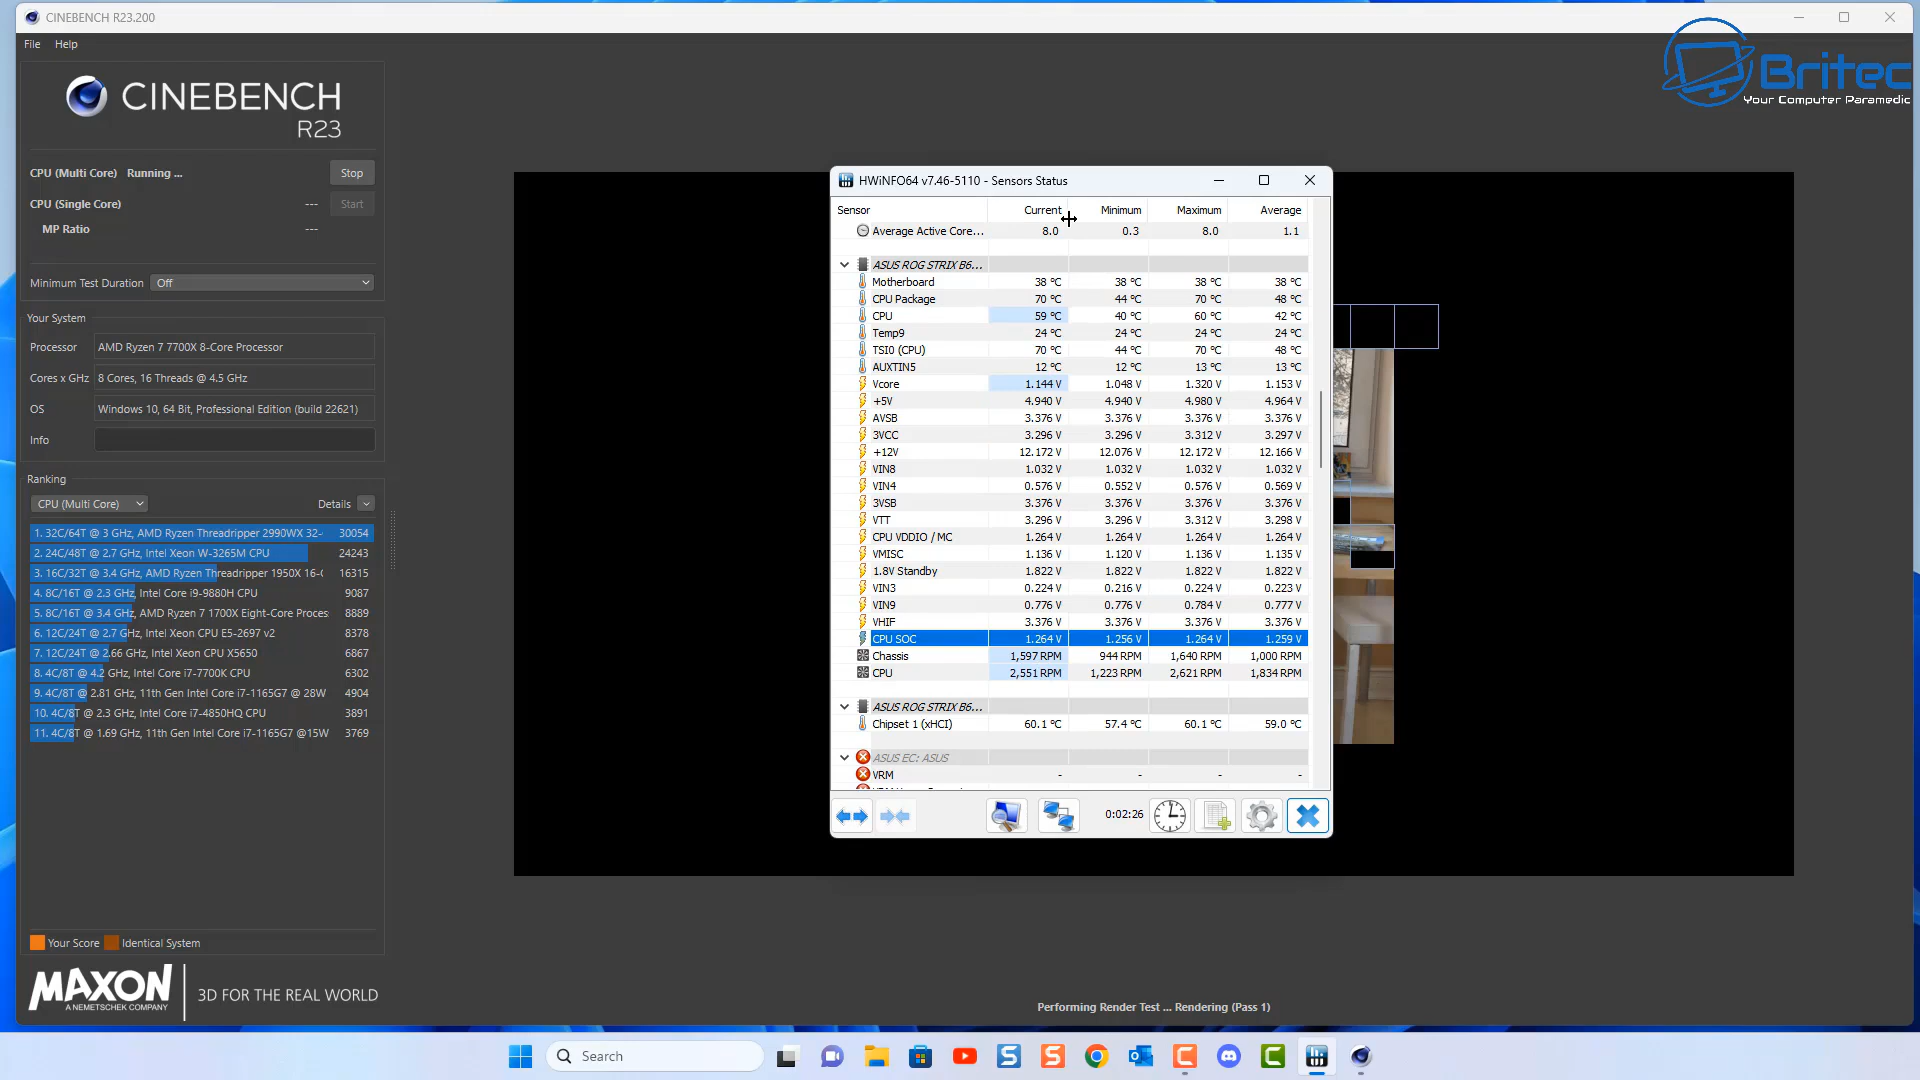 CINEBENCH R23.200
File Help
Britec
Your Computer Paramedic
CINEBENCH
R23
CPU (Multi Core) Running ... Stop
CPU (Single Core) --- Start
MP Ratio ---
Minimum Test Duration Off
Your System
Processor AMD Ryzen 7 7700X 8-Core Processor
Cores x GHz 8 Cores, 16 Threads @ 4.5 GHz
OS Windows 10, 64 Bit, Professional Edition (build 22621)
Info
Ranking
CPU (Multi Core) Details
1. 32C/64T @ 3 GHz, AMD Ryzen Threadripper 2990WX 32- 30054
2. 24C/48T @ 2.7 GHz, Intel Xeon W-3265M CPU 24243
3. 16C/32T @ 3.4 GHz, AMD Ryzen Threadripper 1950X 16-C 16315
4. 8C/16T @ 2.3 GHz, Intel Core i9-9880H CPU 9087
5. 8C/16T @ 3.4 GHz, AMD Ryzen 7 1700X Eight-Core Proces 8889
6. 12C/24T @ 2.7 GHz, Intel Xeon CPU E5-2697 v2 8378
7. 12C/24T @ 2.66 GHz, Intel Xeon CPU X5650 6867
8. 4C/8T @ 4.2 GHz, Intel Core i7-7700K CPU 6302
9. 4C/8T @ 2.81 GHz, 11th Gen Intel Core i7-1165G7 @ 28W 4904
10. 4C/8T @ 2.3 GHz, Intel Core i7-4850HQ CPU 3891
11. 4C/8T @ 1.69 GHz, 11th Gen Intel Core i7-1165G7 @15W 3769
Your Score Identical System
MAXON
A NEMETSCHEK COMPANY
3D FOR THE REAL WORLD
HWiNFO64 v7.46-5110 - Sensors Status
Sensor Current Minimum Maximum Average
Average Active Core... 8.0 0.3 8.0 1.1
ASUS ROG STRIX B6...
Motherboard 38 °C 38 °C 38 °C 38 °C
CPU Package 70 °C 44 °C 70 °C 48 °C
CPU 59 °C 40 °C 60 °C 42 °C
Temp9 24 °C 24 °C 24 °C 24 °C
TSI0 (CPU) 70 °C 44 °C 70 °C 48 °C
AUXTIN5 12 °C 12 °C 13 °C 13 °C
Vcore 1.144 V 1.048 V 1.320 V 1.153 V
+5V 4.940 V 4.940 V 4.980 V 4.964 V
AVSB 3.376 V 3.376 V 3.376 V 3.376 V
3VCC 3.296 V 3.296 V 3.312 V 3.297 V
+12V 12.172 V 12.076 V 12.172 V 12.166 V
VIN8 1.032 V 1.032 V 1.032 V 1.032 V
VIN4 0.576 V 0.552 V 0.576 V 0.569 V
3VSB 3.376 V 3.376 V 3.376 V 3.376 V
VTT 3.296 V 3.296 V 3.312 V 3.298 V
CPU VDDIO / MC 1.264 V 1.264 V 1.264 V 1.264 V
VMISC 1.136 V 1.120 V 1.136 V 1.135 V
1.8V Standby 1.822 V 1.822 V 1.822 V 1.822 V
VIN3 0.224 V 0.216 V 0.224 V 0.223 V
VIN9 0.776 V 0.776 V 0.784 V 0.777 V
VHIF 3.376 V 3.376 V 3.376 V 3.376 V
CPU SOC 1.264 V 1.256 V 1.264 V 1.259 V
Chassis 1,597 RPM 944 RPM 1,640 RPM 1,000 RPM
CPU 2,551 RPM 1,223 RPM 2,621 RPM 1,834 RPM
ASUS ROG STRIX B6...
Chipset 1 (xHCI) 60.1 °C 57.4 °C 60.1 °C 59.0 °C
ASUS EC: ASUS
VRM - - - -
0:02:26
Performing Render Test ... Rendering (Pass 1)
Search